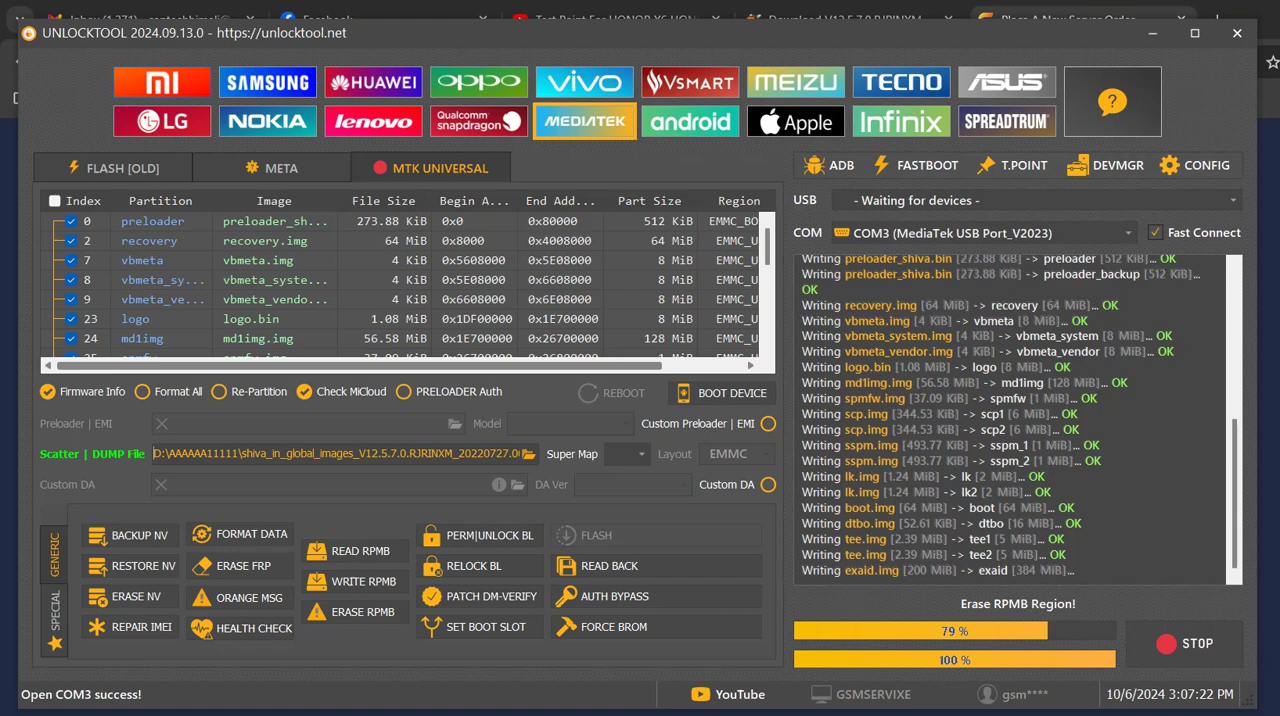 UNLOCKTOOL 2024.09.13.0 - https://unlocktool.net
SAMSUNG
HUAWEI
OPPO
vivo
VSMART
MEIZU
TECNO
ASUS
LG
NOKIA
lenovo
Qualcomm snapdragon
MEDIATEK
android
Apple
Infinix
SPREADTRUM
?
FLASH [OLD]
META
MTK UNIVERSAL
ADB
FASTBOOT
T.POINT
DEVMGR
CONFIG
USB - Waiting for devices -
COM COM3 (MediaTek USB Port_V2023) Fast Connect
Index Partition Image File Size Begin A... End Add... Part Size Region
0 preloader preloader_sh... 273.88 KiB 0x0 0x80000 512 KiB EMMC_BO
2 recovery recovery.img 64 MiB 0x8000 0x4008000 64 MiB EMMC_U
7 vbmeta vbmeta.img 4 KiB 0x5608000 0x5E08000 8 MiB EMMC_U
8 vbmeta_sy... vbmeta_syste... 4 KiB 0x5E08000 0x6608000 8 MiB EMMC_U
9 vbmeta_ve... vbmeta_vendo... 4 KiB 0x6608000 0x6E08000 8 MiB EMMC_U
23 logo logo.bin 1.08 MiB 0x1DF00000 0x1E700000 8 MiB EMMC_U
24 md1img md1img.img 56.58 MiB 0x1E700000 0x26700000 128 MiB EMMC_U
Firmware Info
Format All
Re-Partition
Check MiCloud
PRELOADER Auth
REBOOT
BOOT DEVICE
Preloader | EMI
Model
Custom Preloader | EMI
Scatter | DUMP File D:\AAAAAA11111\shiva_in_global_images_V12.5.7.0.RJRINXM_20220727.0
Super Map
Layout EMMC
Custom DA
DA Ver
Custom DA
GENERIC
SPECIAL
BACKUP NV
RESTORE NV
ERASE NV
REPAIR IMEI
FORMAT DATA
ERASE FRP
ORANGE MSG
HEALTH CHECK
READ RPMB
WRITE RPMB
ERASE RPMB
PERM|UNLOCK BL
RELOCK BL
PATCH DM-VERIFY
SET BOOT SLOT
FLASH
READ BACK
AUTH BYPASS
FORCE BROM
Writing preloader_shiva.bin [273.88 KiB] -> preloader [512 KiB]... OK
Writing preloader_shiva.bin [273.88 KiB] -> preloader_backup [512 KiB]...
OK
Writing recovery.img [64 MiB] -> recovery [64 MiB]... OK
Writing vbmeta.img [4 KiB] -> vbmeta [8 MiB]... OK
Writing vbmeta_system.img [4 KiB] -> vbmeta_system [8 MiB]... OK
Writing vbmeta_vendor.img [4 KiB] -> vbmeta_vendor [8 MiB]... OK
Writing logo.bin [1.08 MiB] -> logo [8 MiB]... OK
Writing md1img.img [56.58 MiB] -> md1img [128 MiB]... OK
Writing spmfw.img [37.09 KiB] -> spmfw [1 MiB]... OK
Writing scp.img [344.53 KiB] -> scp1 [6 MiB]... OK
Writing scp.img [344.53 KiB] -> scp2 [6 MiB]... OK
Writing sspm.img [493.77 KiB] -> sspm_1 [1 MiB]... OK
Writing sspm.img [493.77 KiB] -> sspm_2 [1 MiB]... OK
Writing lk.img [1.24 MiB] -> lk [2 MiB]... OK
Writing lk.img [1.24 MiB] -> lk2 [2 MiB]... OK
Writing boot.img [64 MiB] -> boot [64 MiB]... OK
Writing dtbo.img [52.61 KiB] -> dtbo [16 MiB]... OK
Writing tee.img [2.39 MiB] -> tee1 [5 MiB]... OK
Writing tee.img [2.39 MiB] -> tee2 [5 MiB]... OK
Writing exaid.img [200 MiB] -> exaid [384 MiB]...
Erase RPMB Region!
79 %
100 %
STOP
Open COM3 success!
YouTube
GSMSERVIXE
gsm****
10/6/2024 3:07:22 PM